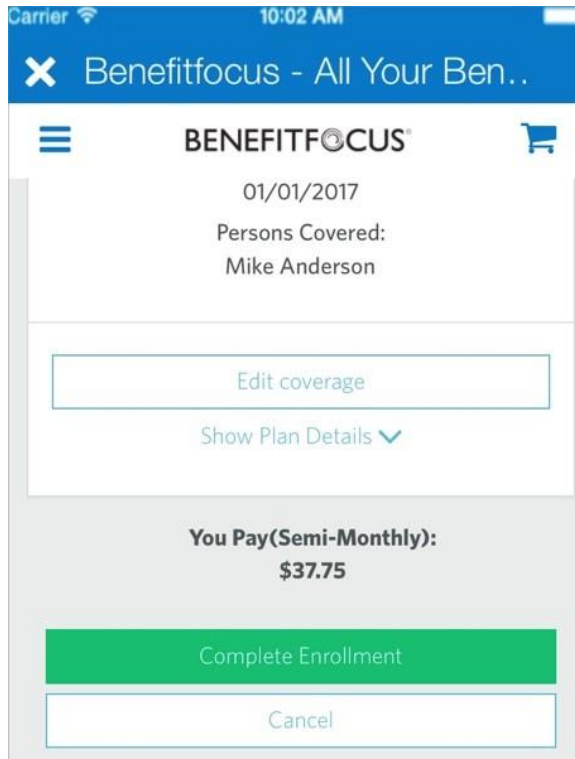 Carrier 10:02 AM
Benefitfocus - All Your Ben..
BENEFITFOCUS®
01/01/2017
Persons Covered:
Mike Anderson
Edit coverage
Show Plan Details
You Pay(Semi-Monthly):
$37.75
Complete Enrollment
Cancel